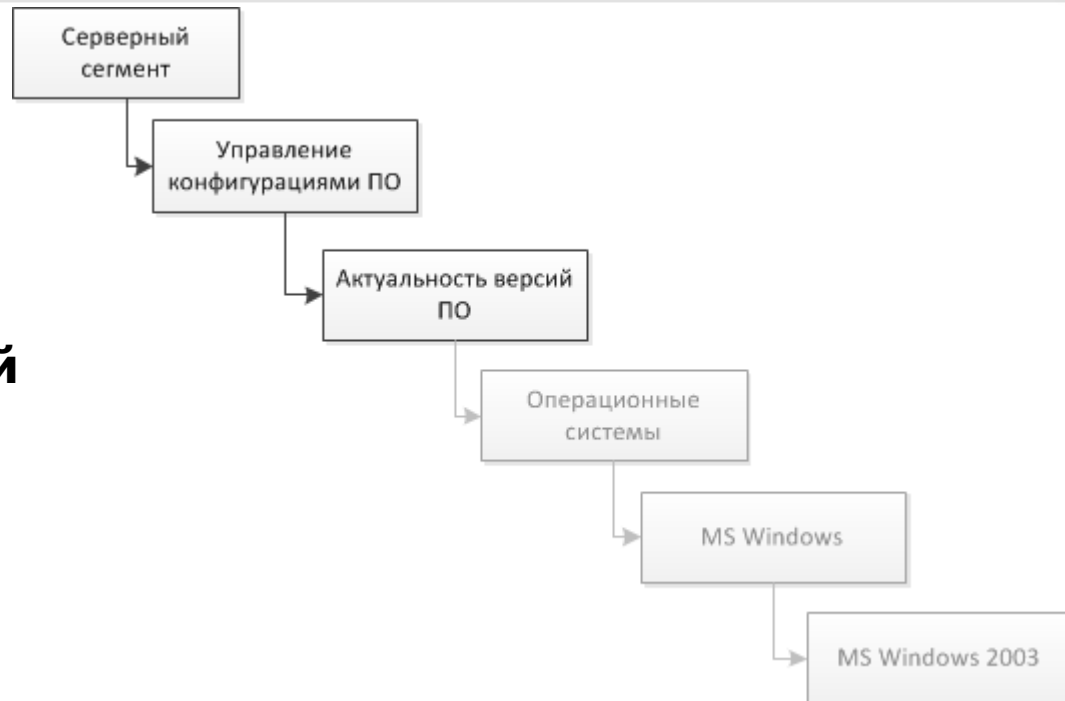 Серверный
сегмент
Управление
конфигурациями ПО
Актуальность версий
ПО
й
Операционные
системы
MS Windows
MS Windows 2003